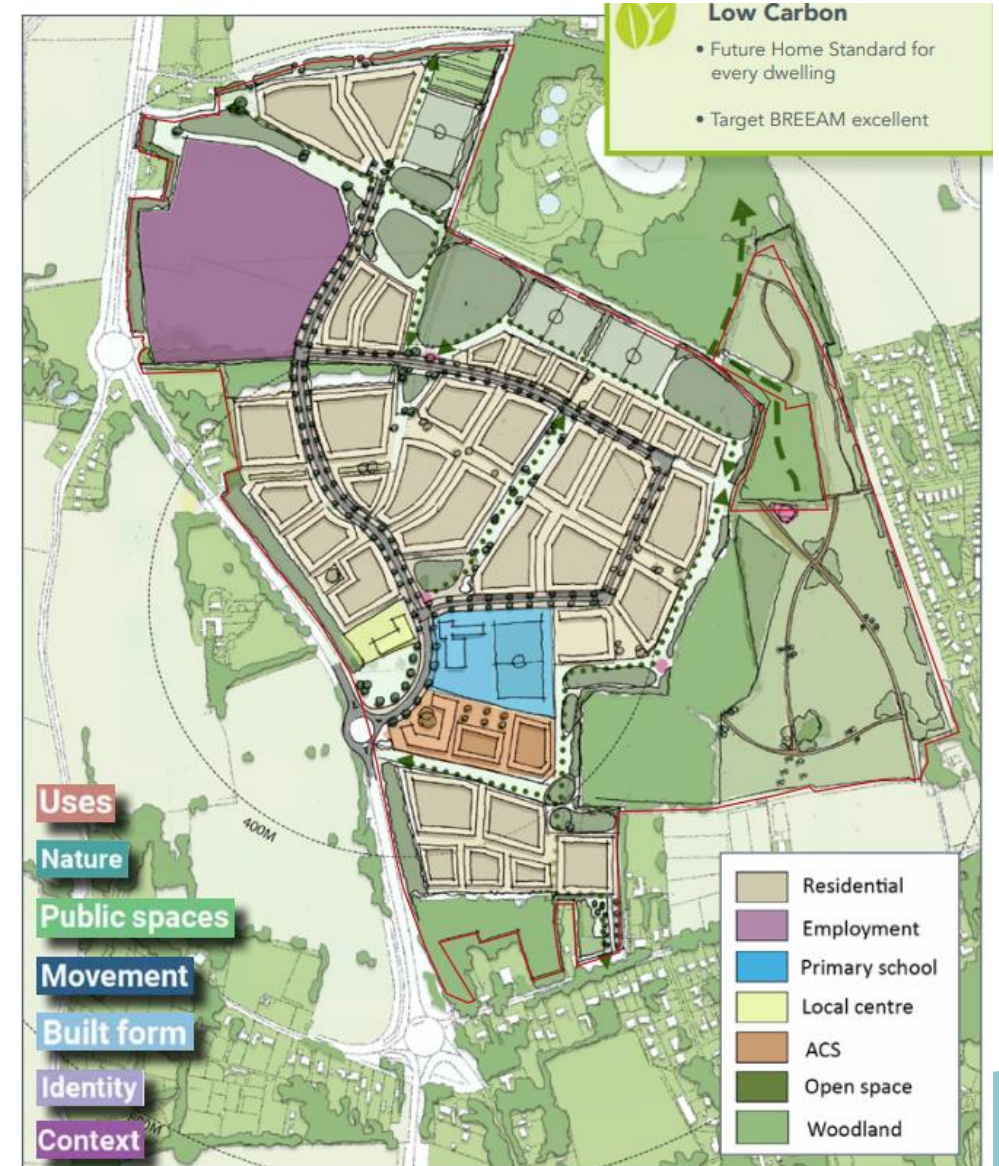 Low Carbon
• Future Home Standard for
every dwelling
• Target BREEAM excellent
400M
Uses
Nature
Public spaces
Movement
Built form
Identity
Context
Residential
Employment
Primary school
Local centre
ACS
Open space
Woodland